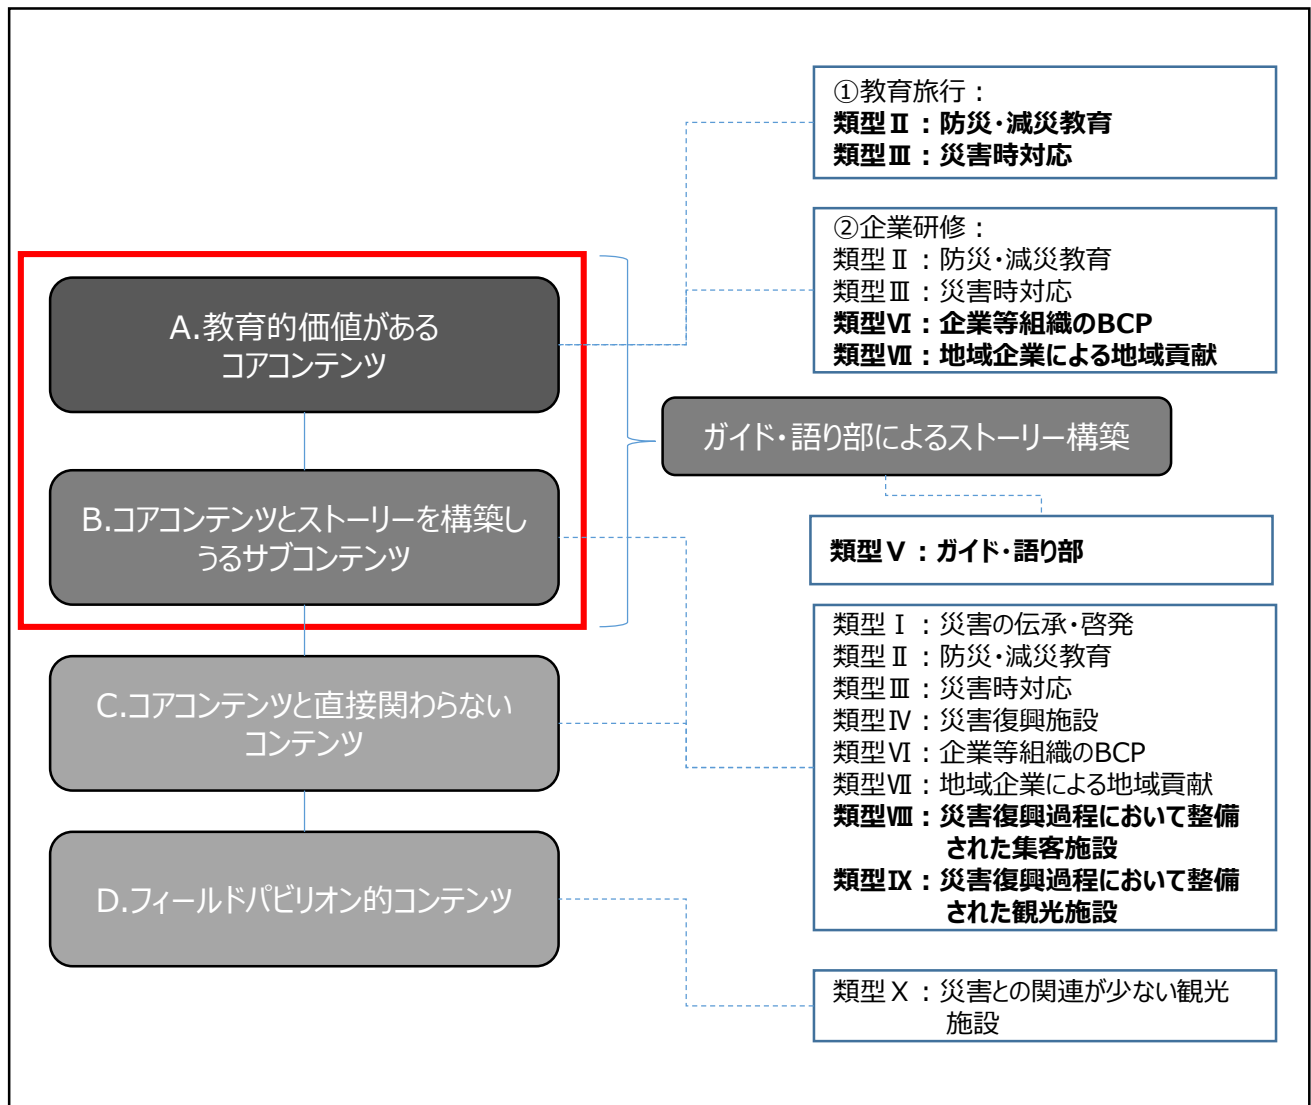 A.教育的価値がある
コアコンテンツ
B.コアコンテンツとストーリーを構築し
うるサブコンテンツ
C.コアコンテンツと直接関わらない
コンテンツ
D.フィールドパビリオン的コンテンツ
①教育旅行：
類型Ⅱ：防災・減災教育
類型Ⅲ：災害時対応
②企業研修：
類型Ⅱ：防災・減災教育
類型Ⅲ：災害時対応
類型Ⅵ：企業等組織のBCP
類型Ⅶ：地域企業による地域貢献
ガイド・語り部によるストーリー構築
類型Ⅴ：ガイド・語り部
類型Ⅰ：災害の伝承・啓発
類型Ⅱ：防災・減災教育
類型Ⅲ：災害時対応
類型Ⅳ：災害復興施設
類型Ⅵ：企業等組織のBCP
類型Ⅶ：地域企業による地域貢献
類型Ⅷ：災害復興過程において整備
された集客施設
類型Ⅸ：災害復興過程において整備
された観光施設
類型Ⅹ：災害との関連が少ない観光
施設